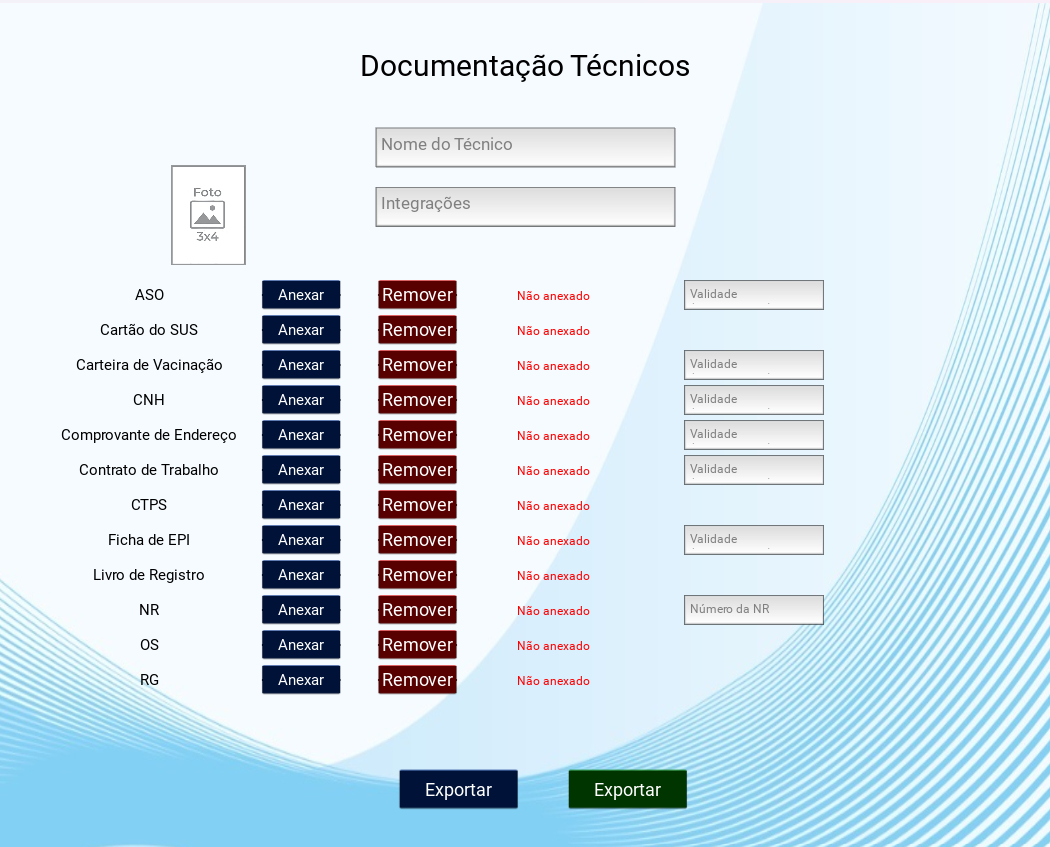 Documentação Técnicos
Nome do Técnico
Integrações
Foto
3x4
ASO Anexar Remover Não anexado Validade
Cartão do SUS Anexar Remover Não anexado
Carteira de Vacinação Anexar Remover Não anexado Validade
CNH Anexar Remover Não anexado Validade
Comprovante de Endereço Anexar Remover Não anexado Validade
Contrato de Trabalho Anexar Remover Não anexado Validade
CTPS Anexar Remover Não anexado
Ficha de EPI Anexar Remover Não anexado Validade
Livro de Registro Anexar Remover Não anexado
NR Anexar Remover Não anexado Número da NR
OS Anexar Remover Não anexado
RG Anexar Remover Não anexado
Exportar Exportar